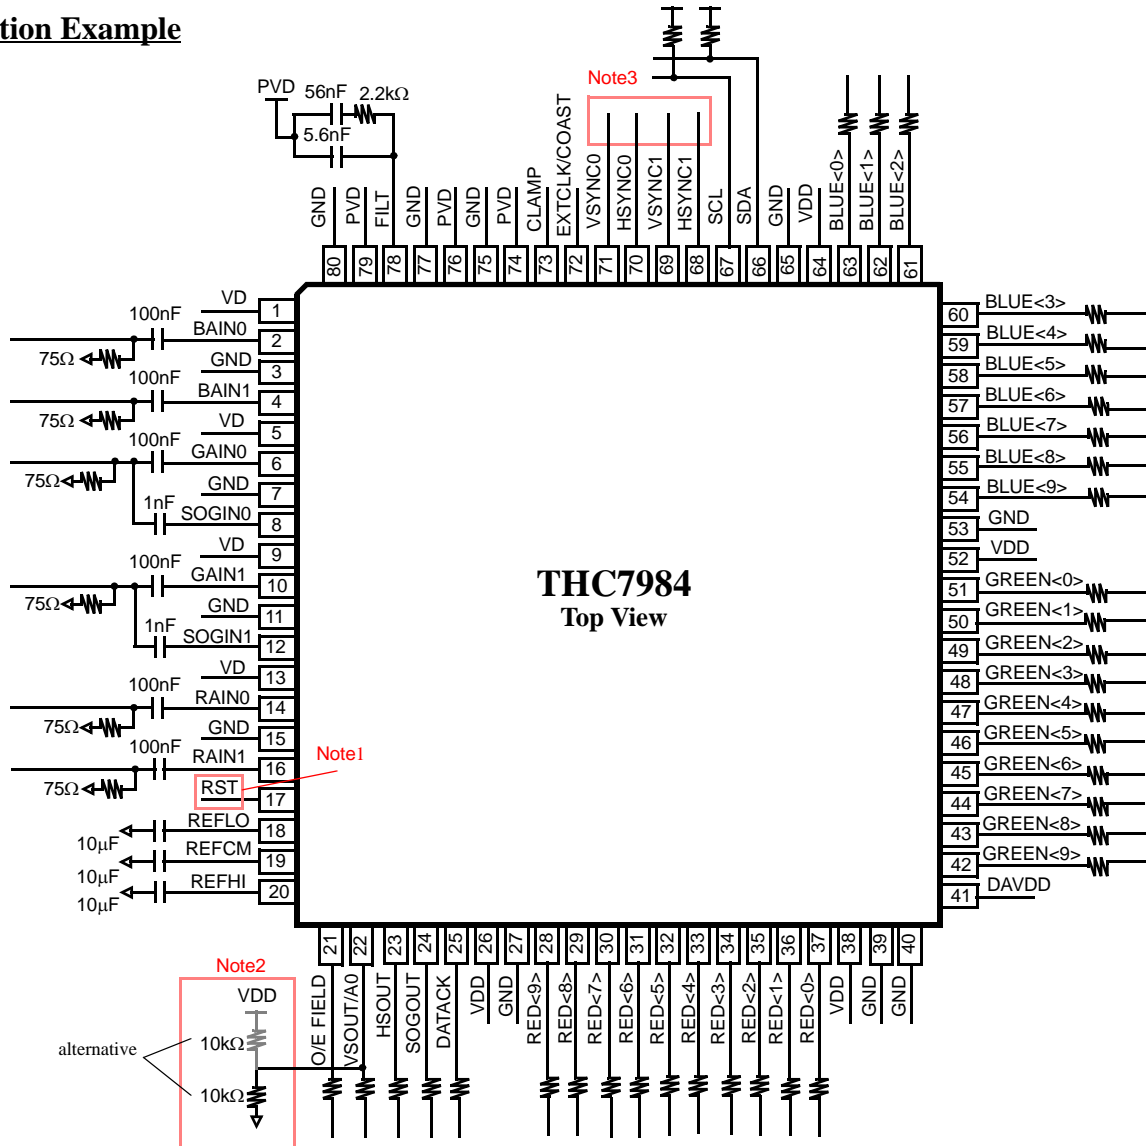 tion Example
PVD
56nF
2.2kΩ
5.6nF
Note3
GND
PVD
FILT
GND
PVD
GND
PVD
CLAMP
EXTCLK/COAST
VSYNC0
HSYNC0
VSYNC1
HSYNC1
SCL
SDA
GND
VDD
BLUE<0>
BLUE<1>
BLUE<2>
80
79
78
77
76
75
74
73
72
71
70
69
68
67
66
65
64
63
62
61
VD
1
100nF
BAIN0
2
75Ω
GND
3
100nF
BAIN1
4
75Ω
VD
5
100nF
GAIN0
6
75Ω
GND
7
1nF
SOGIN0
8
VD
9
100nF
GAIN1
10
75Ω
GND
11
1nF
SOGIN1
12
VD
13
100nF
RAIN0
14
75Ω
GND
15
100nF
RAIN1
16
75Ω
RST
17
Note1
REFLO
18
10µF
REFCM
19
10µF
REFHI
20
10µF
THC7984
Top View
60
BLUE<3>
59
BLUE<4>
58
BLUE<5>
57
BLUE<6>
56
BLUE<7>
55
BLUE<8>
54
BLUE<9>
53
GND
52
VDD
51
GREEN<0>
50
GREEN<1>
49
GREEN<2>
48
GREEN<3>
47
GREEN<4>
46
GREEN<5>
45
GREEN<6>
44
GREEN<7>
43
GREEN<8>
42
GREEN<9>
41
DAVDD
21
22
23
24
25
26
27
28
29
30
31
32
33
34
35
36
37
38
39
40
O/E FIELD
VSOUT/A0
HSOUT
SOGOUT
DATACK
VDD
GND
RED<9>
RED<8>
RED<7>
RED<6>
RED<5>
RED<4>
RED<3>
RED<2>
RED<1>
RED<0>
VDD
GND
GND
Note2
VDD
alternative
10kΩ
10kΩ